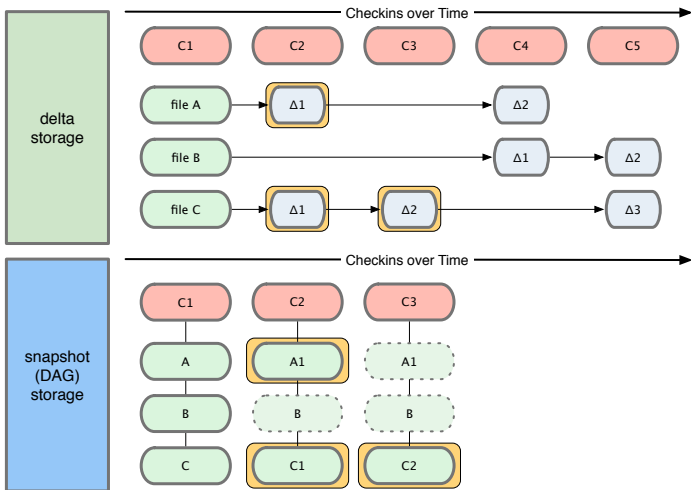 Checkins over Time
C1 C2 C3 C4 C5
delta
storage
file A Δ1 Δ2
file B Δ1 Δ2
file C Δ1 Δ2 Δ3
Checkins over Time
C1 C2 C3
snapshot
(DAG)
storage
A A1 A1
B B B
C C1 C2